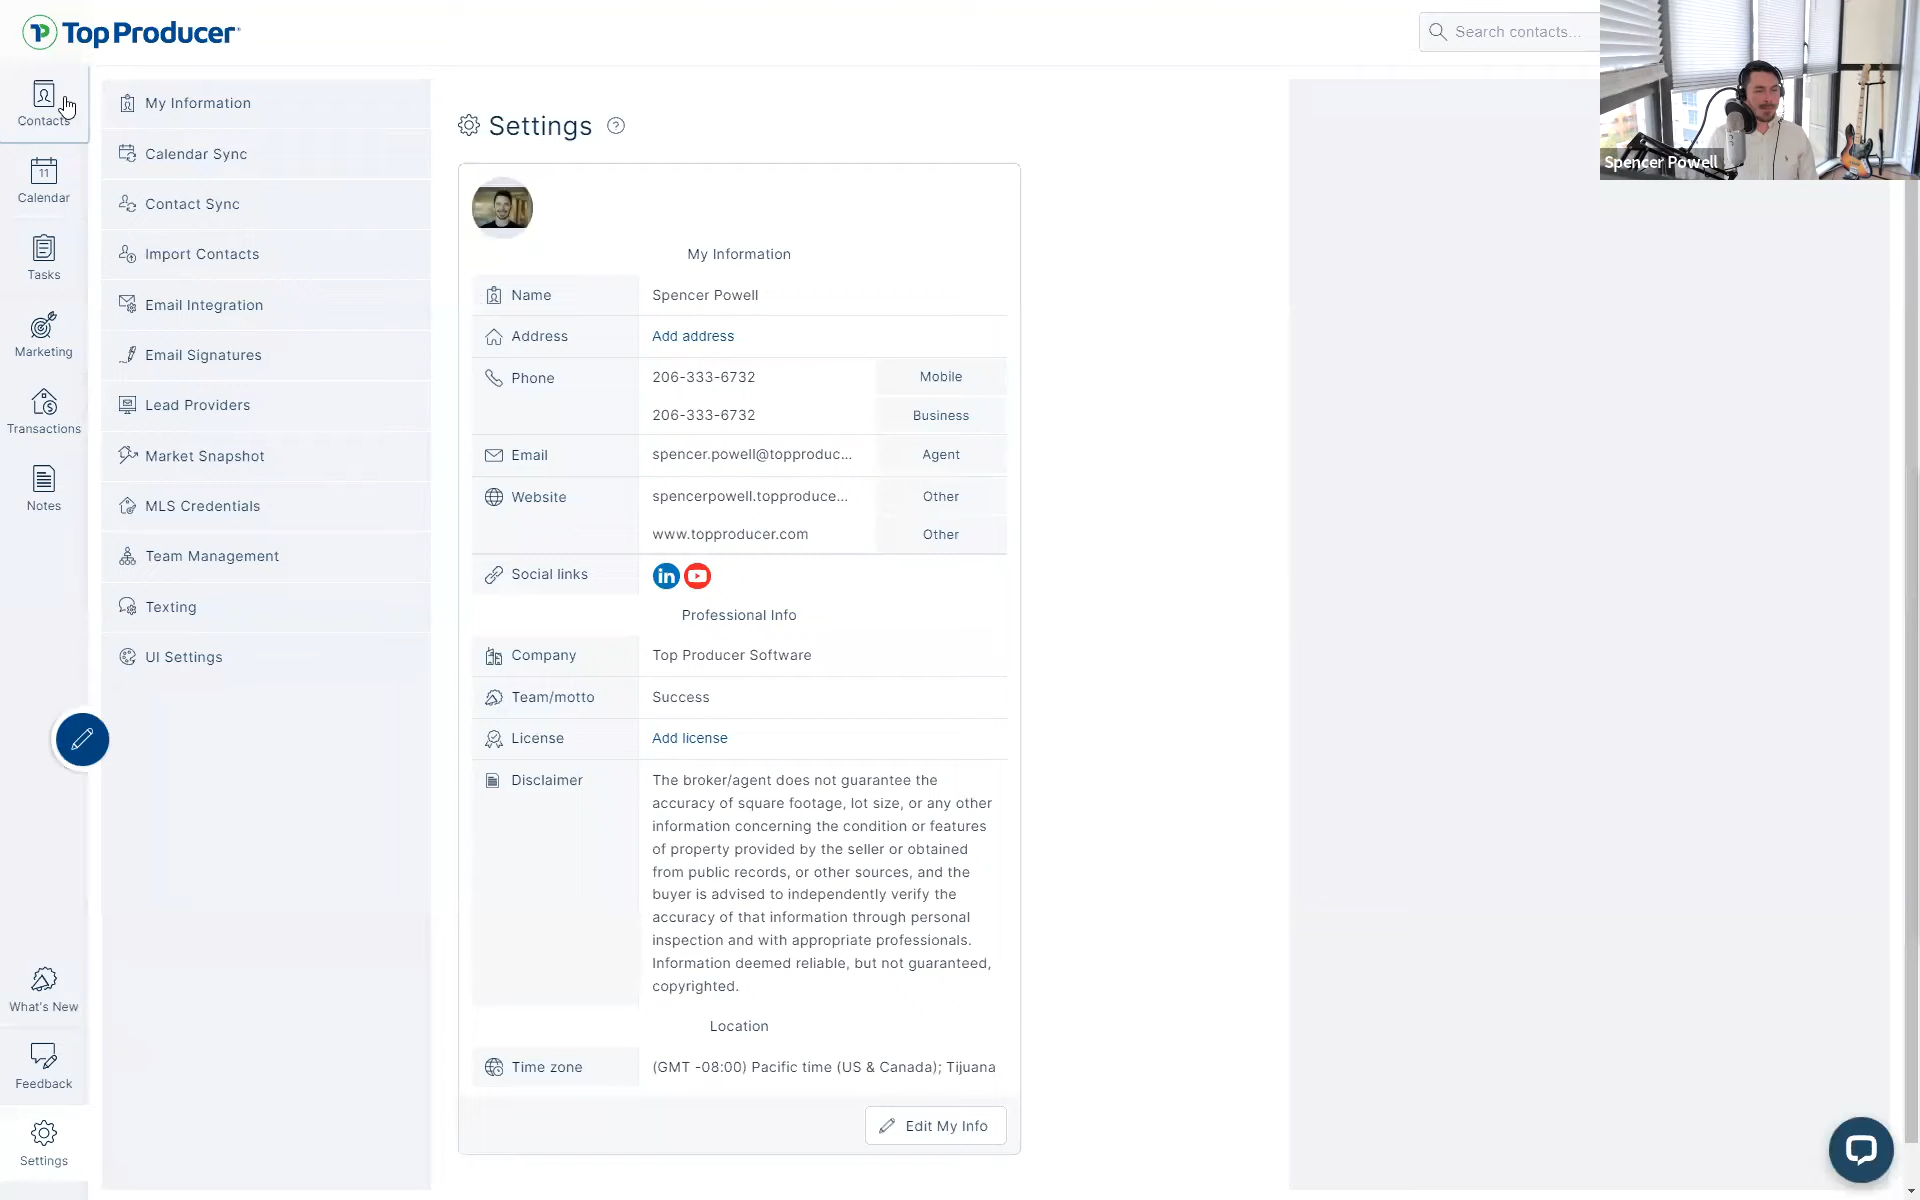 Top Producer
Search contacts...
Spencer Powell
Contacts
11
Calendar
Tasks
Marketing
Transactions
Notes
What's New
Feedback
Settings
My Information
Calendar Sync
Contact Sync
Import Contacts
Email Integration
Email Signatures
Lead Providers
Market Snapshot
MLS Credentials
Team Management
Texting
UI Settings
Settings ?
My Information
Name Spencer Powell
Address Add address
Phone 206-333-6732 Mobile
206-333-6732 Business
Email spencer.powell@topproduc... Agent
Website spencerpowell.topproduce... Other
www.topproducer.com Other
Social links in
Professional Info
Company Top Producer Software
Team/motto Success
License Add license
Disclaimer The broker/agent does not guarantee the
accuracy of square footage, lot size, or any other
information concerning the condition or features
of property provided by the seller or obtained
from public records, or other sources, and the
buyer is advised to independently verify the
accuracy of that information through personal
inspection and with appropriate professionals.
Information deemed reliable, but not guaranteed,
copyrighted.
Location
Time zone (GMT -08:00) Pacific time (US & Canada); Tijuana
Edit My Info